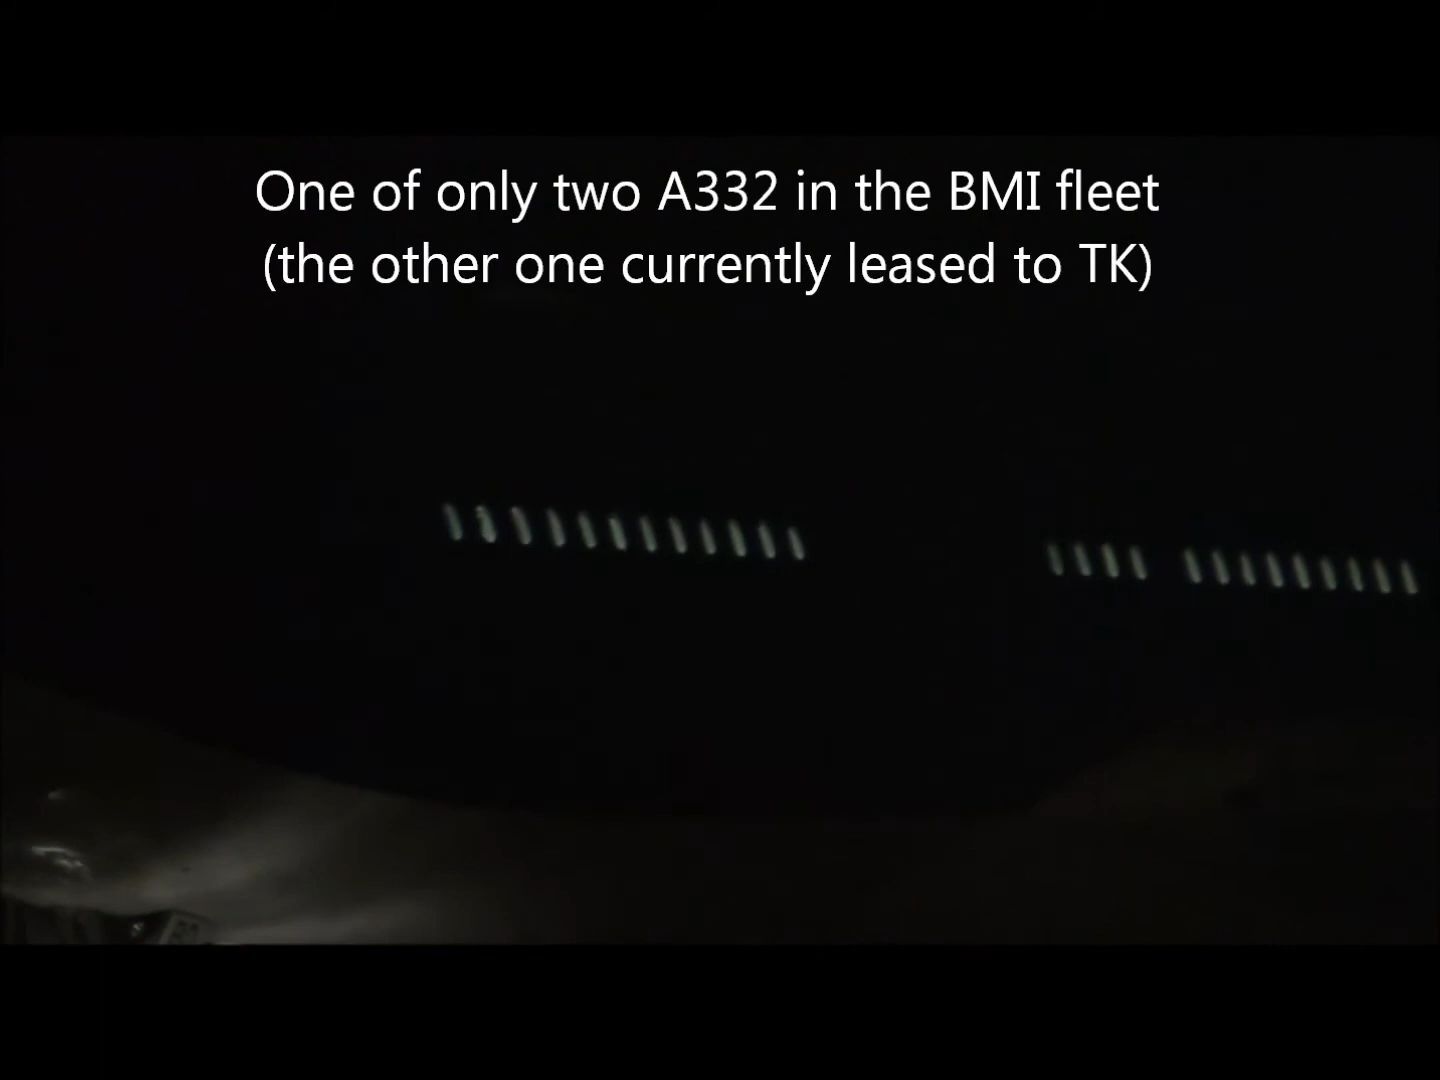 One of only two A332 in the BMI fleet
(the other one currently leased to TK)